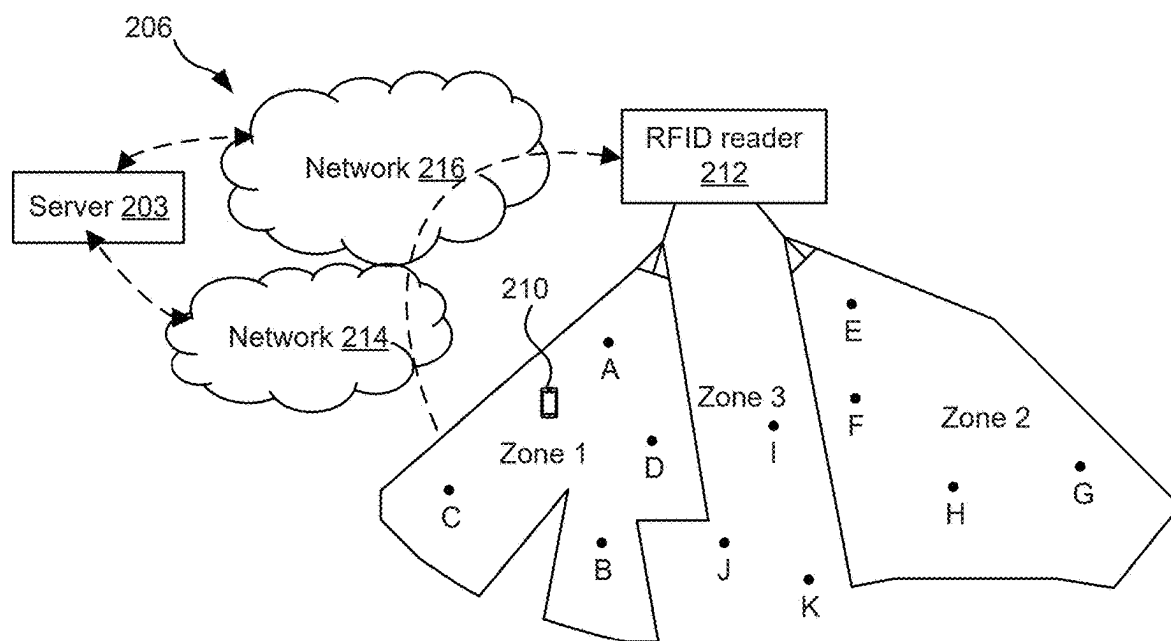 206
RFID reader
212
Network 216
Server 203
210
Network 214
E
A
Zone 3
F
Zone 2
Zone 1
D
I
C
H
G
B
J
K